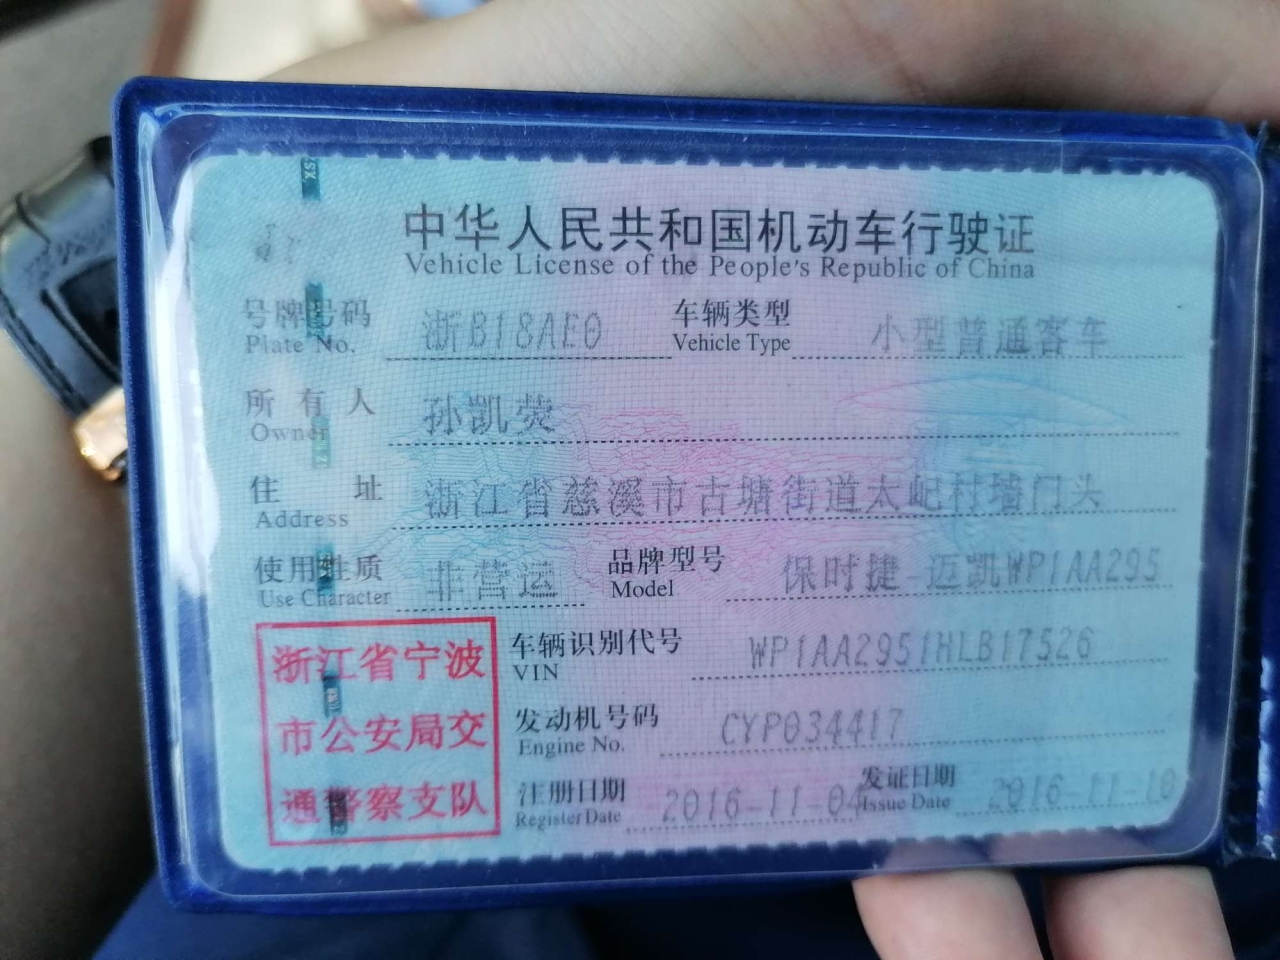 中华人民共和国机动车行驶证
Vehicle License of the People's Republic of China
号牌号码 浙B18AE0 车辆类型 小型普通客车
Plate No. Vehicle Type
所有人 孙凯荧
Owner
住址 浙江省慈溪市古塘街道太屺村墙门头
Address
使用性质 非营运 品牌型号 保时捷-迈凯WP1AA295
Use Character Model
浙江省宁波
市公安局交
通警察支队
车辆识别代号 WP1AA2951HLB17526
VIN
发动机号码 CYP034417
Engine No.
注册日期 2016-11-04 发证日期 2016-11-10
Register Date Issue Date